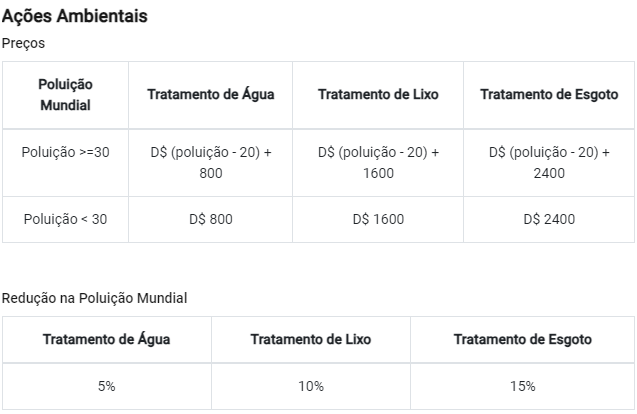 Ações Ambientais
Preços
Poluição Mundial
Tratamento de Água
Tratamento de Lixo
Tratamento de Esgoto
Poluição >=30
D$ (poluição - 20) +
800
D$ (poluição - 20) +
1600
D$ (poluição - 20) +
2400
Poluição < 30
D$ 800
D$ 1600
D$ 2400
Redução na Poluição Mundial
Tratamento de Água
Tratamento de Lixo
Tratamento de Esgoto
5%
10%
15%